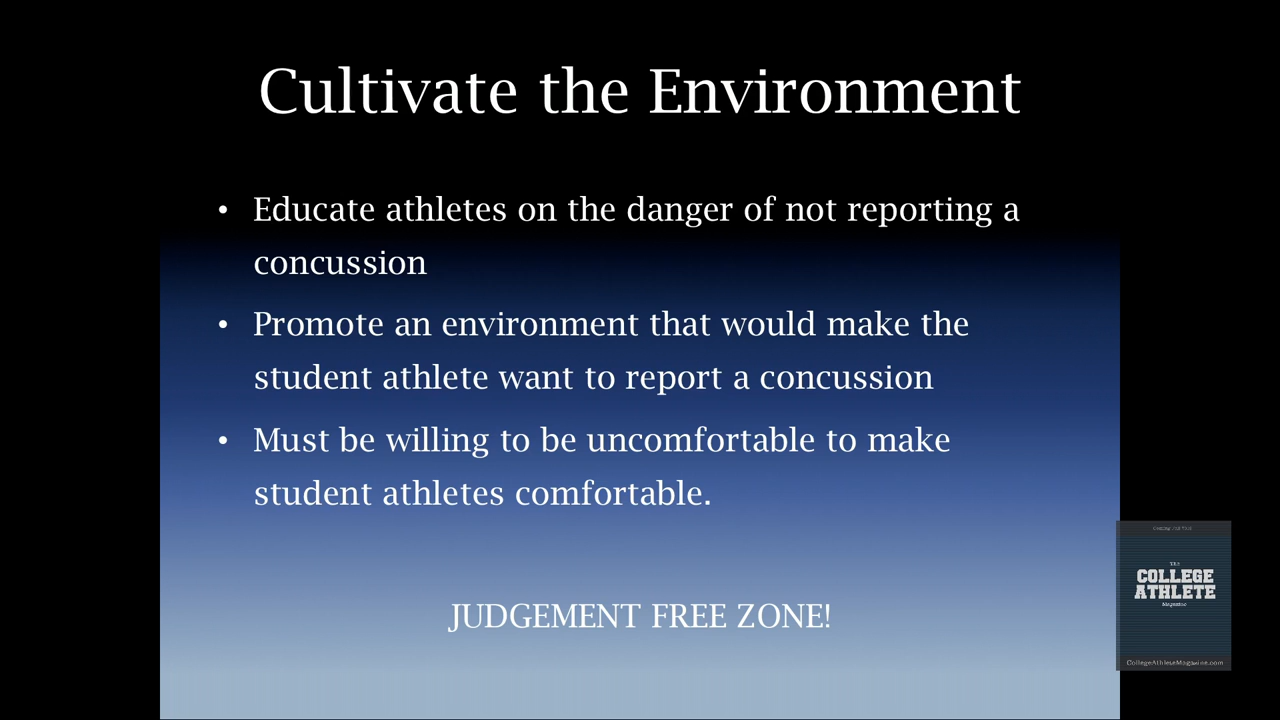 Cultivate the Environment
• Educate athletes on the danger of not reporting a
concussion
• Promote an environment that would make the
student athlete want to report a concussion
• Must be willing to be uncomfortable to make
student athletes comfortable.
JUDGEMENT FREE ZONE!
THE
COLLEGE
ATHLETE
Magazine
CollegeAthleteMagazine.com